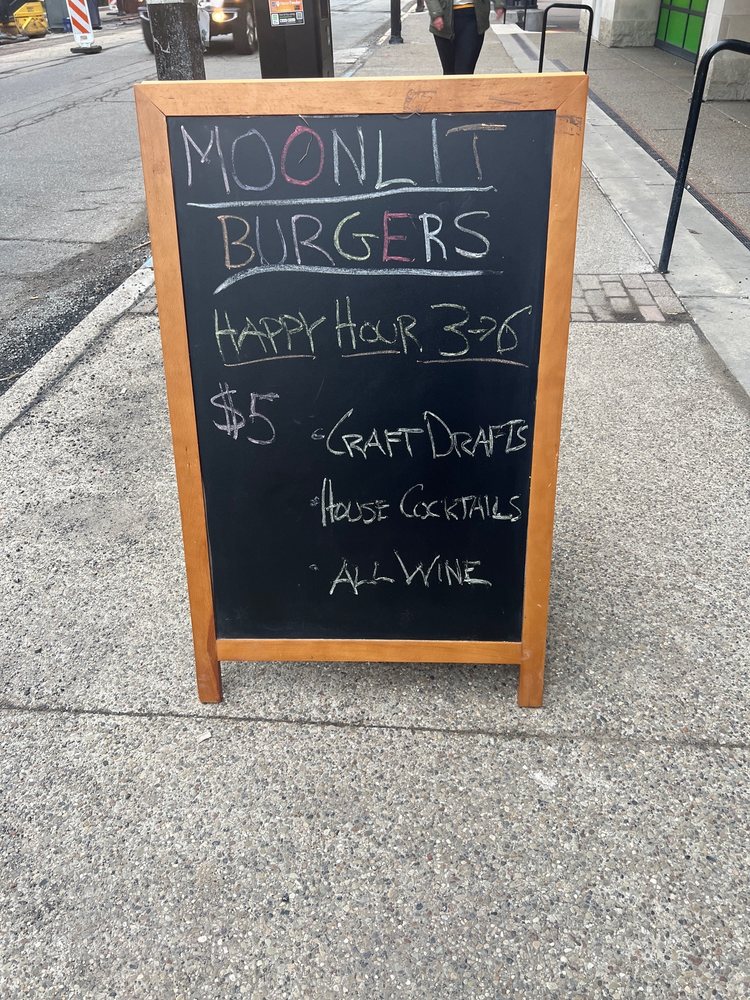 MOONLIT
BURGERS
HAPPY HOUR 3→6
$5
• CRAFT DRAFTS
• HOUSE COCKTAILS
• ALL WINE